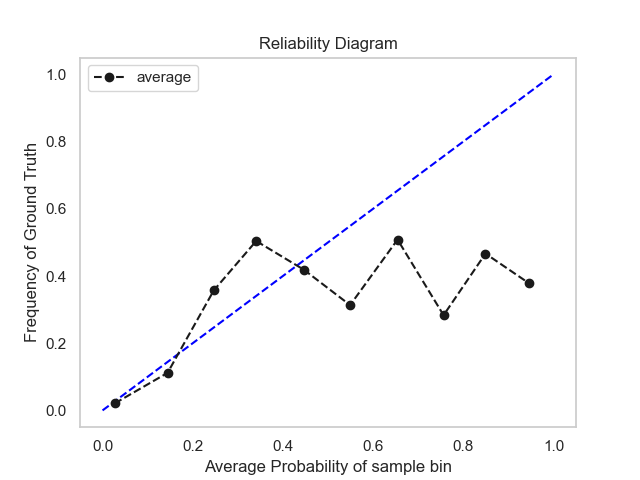 Reliability Diagram
average
Frequency of Ground Truth
1.0
0.8
0.6
0.4
0.2
0.0
0.0 0.2 0.4 0.6 0.8 1.0
Average Probability of sample bin